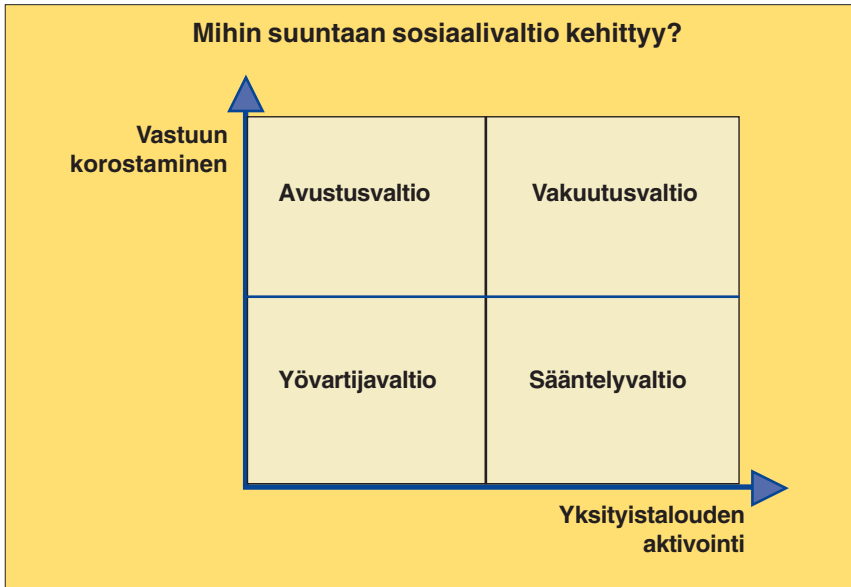 Mihin suuntaan sosiaalivaltio kehittyy?
Vastuun
korostaminen
Avustusvaltio
Vakuutusvaltio
Yövartijavaltio
Sääntelyvaltio
Yksityistalouden
aktivointi